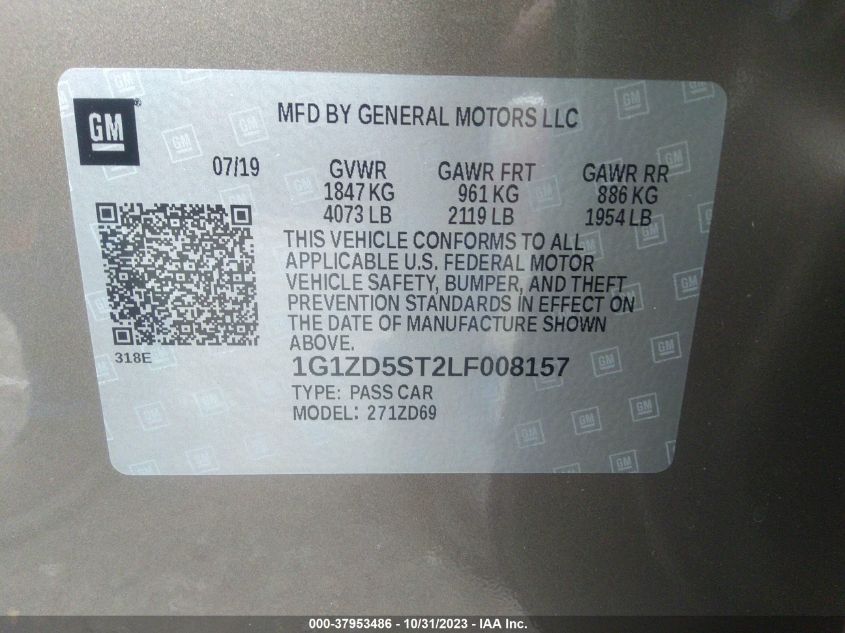 GM
MFD BY GENERAL MOTORS LLC
07/19 GVWR GAWR FRT GAWR RR
1847 KG 961 KG 886 KG
4073 LB 2119 LB 1954 LB
THIS VEHICLE CONFORMS TO ALL
APPLICABLE U.S. FEDERAL MOTOR
VEHICLE SAFETY, BUMPER, AND THEFT
PREVENTION STANDARDS IN EFFECT ON
THE DATE OF MANUFACTURE SHOWN
ABOVE.
318E
1G1ZD5ST2LF008157
TYPE: PASS CAR
MODEL: 271ZD69
000-37953486 - 10/31/2023 - IAA Inc.